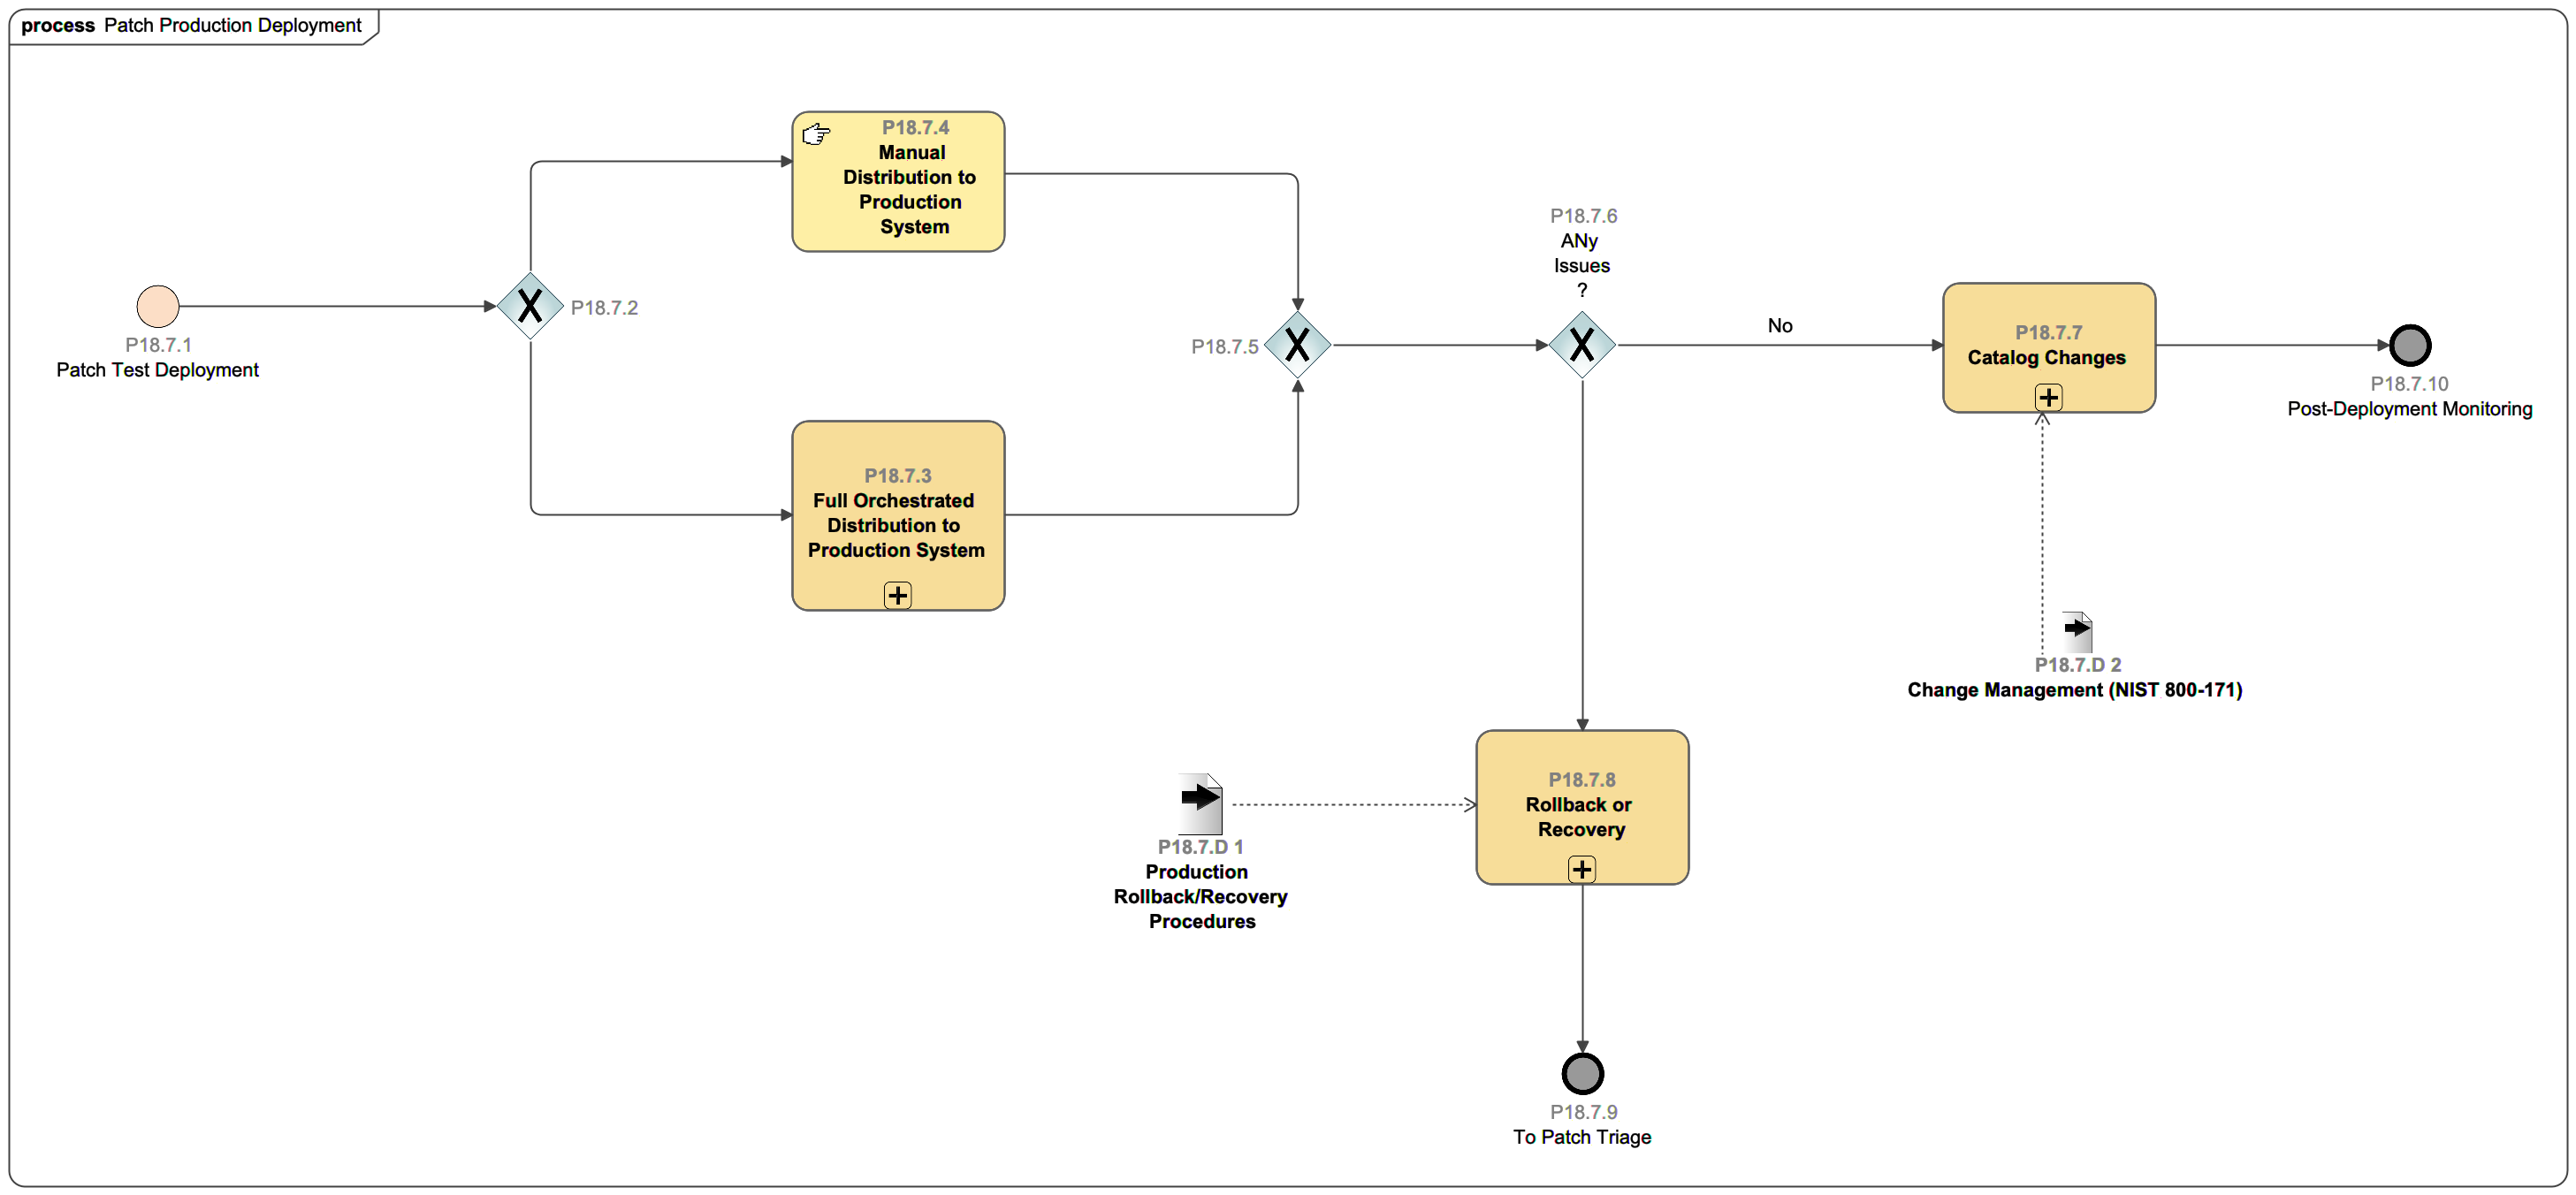 process Patch Production Deployment
P18.7.4
Manual
Distribution to
Production
System
P18.7.1
Patch Test Deployment
P18.7.2
P18.7.3
Full Orchestrated
Distribution to
Production System
P18.7.5
P18.7.6
ANy
Issues
?
No
P18.7.7
Catalog Changes
P18.7.10
Post-Deployment Monitoring
P18.7.D 2
Change Management (NIST 800-171)
P18.7.D 1
Production
Rollback/Recovery
Procedures
P18.7.8
Rollback or
Recovery
P18.7.9
To Patch Triage